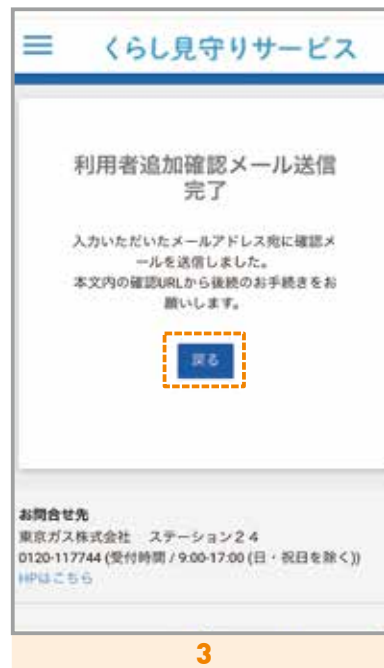 くらし見守りサービス
利用者追加確認メール送信
完了
入力いただいたメールアドレス宛に確認メ
ールを送信しました。
本文内の確認URLから後続のお手続きをお
願いします。
戻る
お問合せ先
東京ガス株式会社 ステーション24
0120-117744 (受付時間 / 9:00-17:00 (日・祝日を除く))
HPはこちら
3